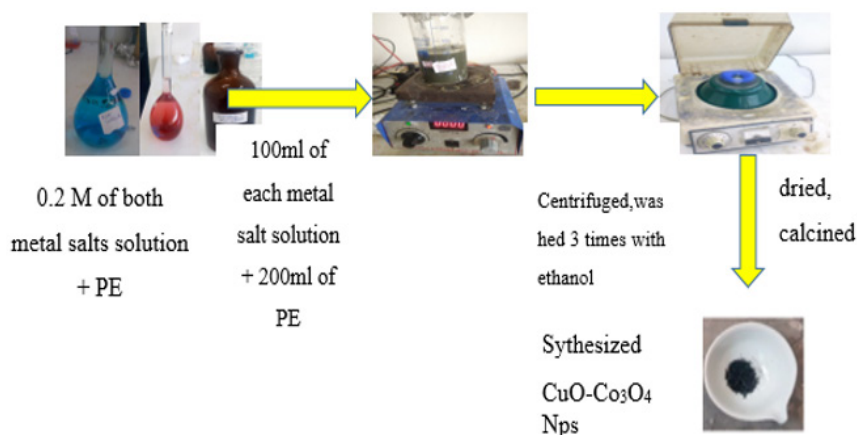 0.2 M of both
metal salts solution
+ PE
100ml of
each metal
salt solution
+ 200ml of
PE
Centrifuged,was
hed 3 times with
ethanol
dried,
calcined
Sythesized
CuO-Co₃O₄
Nps